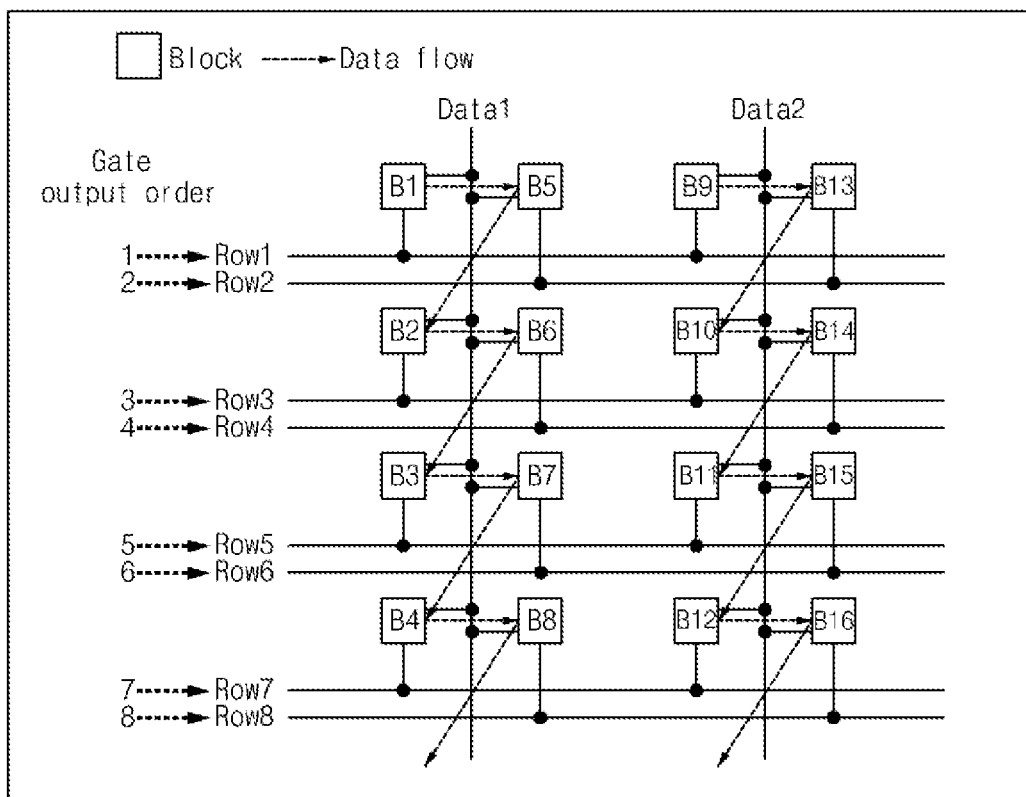 Block Data flow
Data1 Data2
Gate
output order
B1 B5 B9 B13
1 Row1
2 Row2
B2 B6 B10 B14
3 Row3
4 Row4
B3 B7 B11 B15
5 Row5
6 Row6
B4 B8 B12 B16
7 Row7
8 Row8